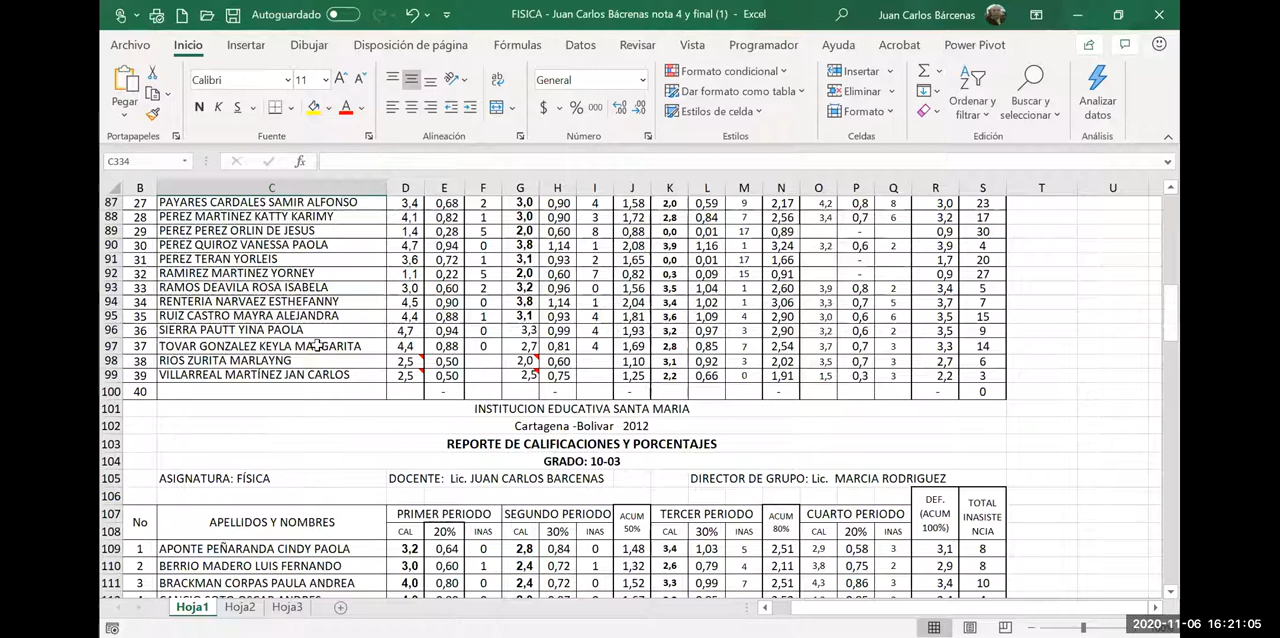 Autoguardado FISICA - Juan Carlos Bácrenas nota 4 y final (1) - Excel Juan Carlos Bárcenas
Archivo Inicio Insertar Dibujar Disposición de página Fórmulas Datos Revisar Vista Programador Ayuda Acrobat Power Pivot
Pegar Calibri 11 General Formato condicional Insertar
N K S $ % 000 Dar formato como tabla Eliminar Ordenar y filtrar Buscar y seleccionar Analizar datos
Estilos de celda Formato
Portapapeles Fuente Alineación Número Estilos Celdas Edición Análisis
C334 fx
B C D E F G H I J K L M N O P Q R S T U
87 27 PAYARES CARDALES SAMIR ALFONSO 3,4 0,68 2 3,0 0,90 4 1,58 2,0 0,59 9 2,17 4,2 0,8 8 3,0 23
88 28 PEREZ MARTINEZ KATTY KARIMY 4,1 0,82 1 3,0 0,90 3 1,72 2,8 0,84 7 2,56 3,4 0,7 6 3,2 17
89 29 PEREZ PEREZ ORLIN DE JESUS 1,4 0,28 5 2,0 0,60 8 0,88 0,0 0,01 17 0,89 - 0,9 30
90 30 PEREZ QUIROZ VANESSA PAOLA 4,7 0,94 0 3,8 1,14 1 2,08 3,9 1,16 1 3,24 3,2 0,6 2 3,9 4
91 31 PEREZ TERAN YORLEIS 3,6 0,72 1 3,1 0,93 2 1,65 0,0 0,01 17 1,66 - 1,7 20
92 32 RAMIREZ MARTINEZ YORNEY 1,1 0,22 5 2,0 0,60 7 0,82 0,3 0,09 15 0,91 - 0,9 27
93 33 RAMOS DEAVILA ROSA ISABELA 3,0 0,60 2 3,2 0,96 0 1,56 3,5 1,04 1 2,60 3,9 0,8 2 3,4 5
94 34 RENTERIA NARVAEZ ESTHEFANNY 4,5 0,90 0 3,8 1,14 1 2,04 3,4 1,02 1 3,06 3,3 0,7 5 3,7 7
95 35 RUIZ CASTRO MAYRA ALEJANDRA 4,4 0,88 1 3,1 0,93 4 1,81 3,6 1,09 4 2,90 3,0 0,6 6 3,5 15
96 36 SIERRA PAUTT YINA PAOLA 4,7 0,94 0 3,3 0,99 4 1,93 3,2 0,97 3 2,90 3,2 0,6 2 3,5 9
97 37 TOVAR GONZALEZ KEYLA MARGARITA 4,4 0,88 0 2,7 0,81 4 1,69 2,8 0,85 7 2,54 3,7 0,7 3 3,3 14
98 38 RIOS ZURITA MARLAYNG 2,5 0,50 2,0 0,60 1,10 3,1 0,92 3 2,02 3,5 0,7 3 2,7 6
99 39 VILLARREAL MARTÍNEZ JAN CARLOS 2,5 0,50 2,5 0,75 1,25 2,2 0,66 0 1,91 1,5 0,3 3 2,2 3
100 40 - - - - - - 0
101 INSTITUCION EDUCATIVA SANTA MARIA
102 Cartagena -Bolivar 2012
103 REPORTE DE CALIFICACIONES Y PORCENTAJES
104 GRADO: 10-03
105 ASIGNATURA: FÍSICA DOCENTE: Lic. JUAN CARLOS BARCENAS DIRECTOR DE GRUPO: Lic. MARCIA RODRIGUEZ
106
107 No APELLIDOS Y NOMBRES PRIMER PERIODO SEGUNDO PERIODO ACUM 50% TERCER PERIODO ACUM 80% CUARTO PERIODO DEF. (ACUM 100%) TOTAL INASISTENCIA
108 CAL 20% INAS CAL 30% INAS CAL 30% INAS CAL 20% INAS
109 1 APONTE PEÑARANDA CINDY PAOLA 3,2 0,64 0 2,8 0,84 0 1,48 3,4 1,03 5 2,51 2,9 0,58 3 3,1 8
110 2 BERRIO MADERO LUIS FERNANDO 3,0 0,60 1 2,4 0,72 1 1,32 2,6 0,79 4 2,11 3,8 0,75 2 2,9 8
111 3 BRACKMAN CORPAS PAULA ANDREA 4,0 0,80 0 2,4 0,72 0 1,52 3,3 0,99 7 2,51 4,3 0,86 3 3,4 10
Hoja1 Hoja2 Hoja3
2020-11-06 16:21:05